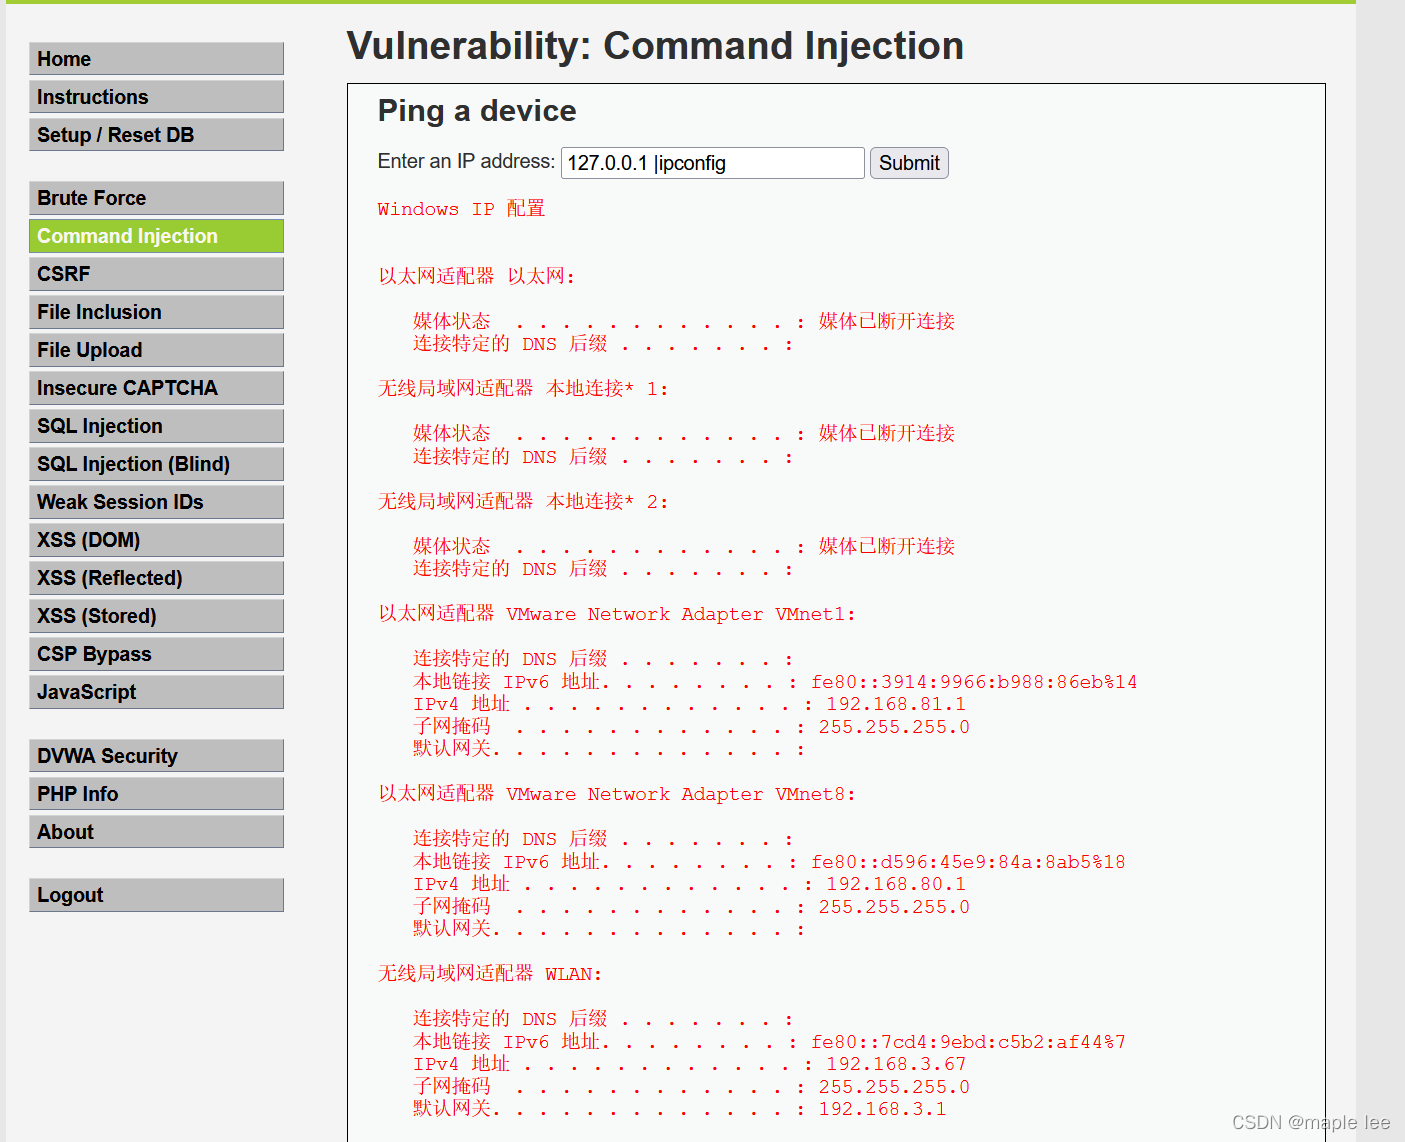 Vulnerability: Command Injection
Home
Instructions
Setup / Reset DB
Brute Force
Command Injection
CSRF
File Inclusion
File Upload
Insecure CAPTCHA
SQL Injection
SQL Injection (Blind)
Weak Session IDs
XSS (DOM)
XSS (Reflected)
XSS (Stored)
CSP Bypass
JavaScript
DVWA Security
PHP Info
About
Logout
Ping a device
Enter an IP address: 127.0.0.1 |ipconfig Submit
Windows IP 配置
以太网适配器 以太网:
媒体状态  . . . . . . . . . . . . : 媒体已断开连接
连接特定的 DNS 后缀 . . . . . . . :
无线局域网适配器 本地连接* 1:
媒体状态  . . . . . . . . . . . . : 媒体已断开连接
连接特定的 DNS 后缀 . . . . . . . :
无线局域网适配器 本地连接* 2:
媒体状态  . . . . . . . . . . . . : 媒体已断开连接
连接特定的 DNS 后缀 . . . . . . . :
以太网适配器 VMware Network Adapter VMnet1:
连接特定的 DNS 后缀 . . . . . . . :
本地链接 IPv6 地址. . . . . . . . : fe80::3914:9966:b988:86eb%14
IPv4 地址 . . . . . . . . . . . . : 192.168.81.1
子网掩码  . . . . . . . . . . . . : 255.255.255.0
默认网关. . . . . . . . . . . . . :
以太网适配器 VMware Network Adapter VMnet8:
连接特定的 DNS 后缀 . . . . . . . :
本地链接 IPv6 地址. . . . . . . . : fe80::d596:45e9:84a:8ab5%18
IPv4 地址 . . . . . . . . . . . . : 192.168.80.1
子网掩码  . . . . . . . . . . . . : 255.255.255.0
默认网关. . . . . . . . . . . . . :
无线局域网适配器 WLAN:
连接特定的 DNS 后缀 . . . . . . . :
本地链接 IPv6 地址. . . . . . . . : fe80::7cd4:9ebd:c5b2:af44%7
IPv4 地址 . . . . . . . . . . . . : 192.168.3.67
子网掩码  . . . . . . . . . . . . : 255.255.255.0
默认网关. . . . . . . . . . . . . : 192.168.3.1
CSDN @maple lee